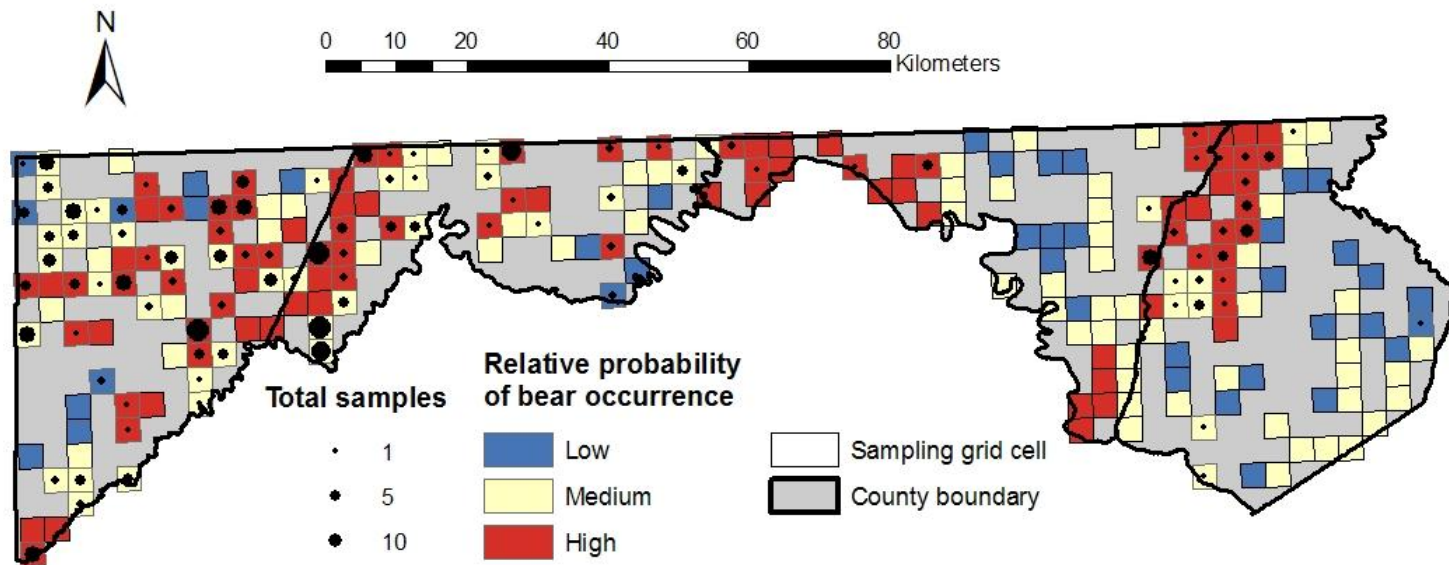 N
0 10 20 40 60 80
Kilometers
Total samples
1
5
10
Relative probability
of bear occurrence
Low
Medium
High
Sampling grid cell
County boundary